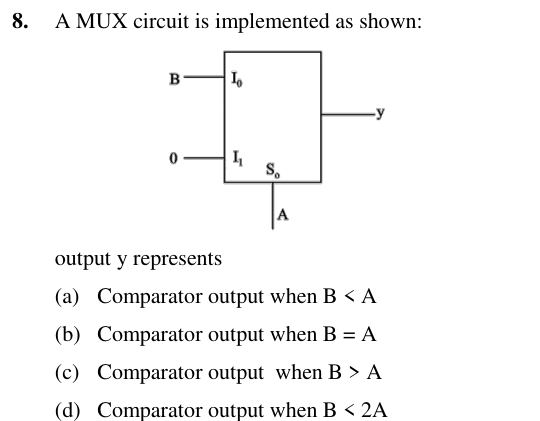 8. A MUX circuit is implemented as shown:
B I₀
y
0 I₁
S₀
A
output y represents
(a) Comparator output when B < A
(b) Comparator output when B = A
(c) Comparator output when B > A
(d) Comparator output when B < 2A